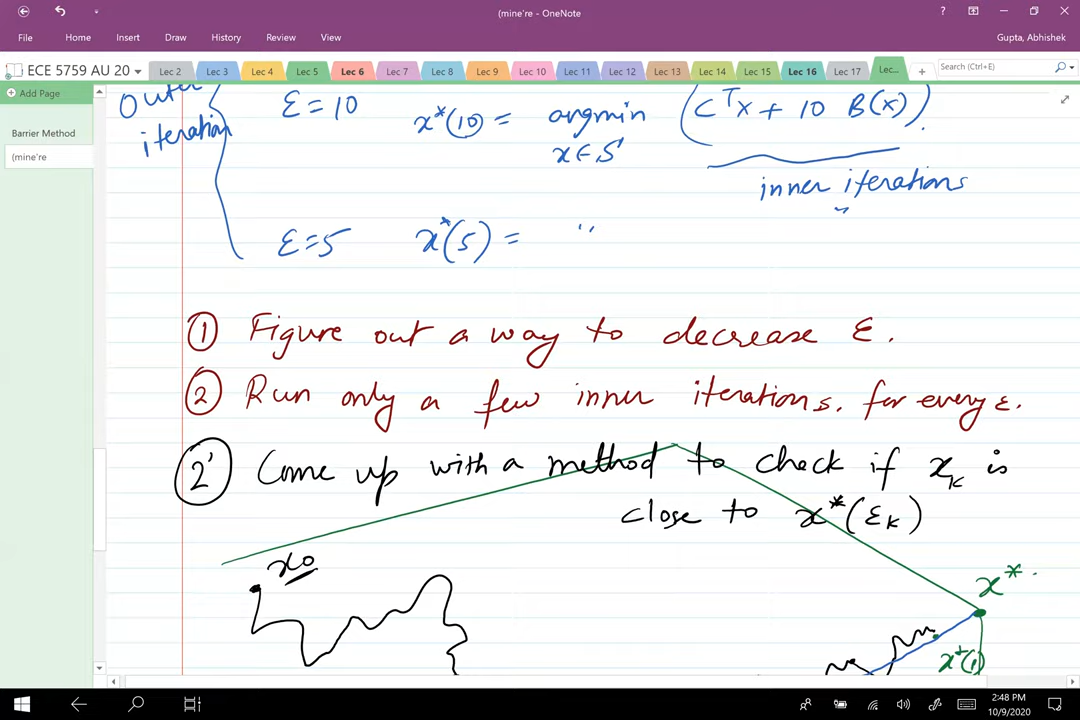 (mine're - OneNote
Gupta, Abhishek
File Home Insert Draw History Review View
ECE 5759 AU 20
Lec 2 Lec 3 Lec 4 Lec 5 Lec 6 Lec 7 Lec 8 Lec 9 Lec 10 Lec 11 Lec 12 Lec 13 Lec 14 Lec 15 Lec 16 Lec 17 Lec...
Search (Ctrl+E)
Add Page
Barrier Method
(mine're
Outer
iteration
ε = 10 x*(10) = argmin (CᵀX + 10 B(x)).
x ∈ S
inner iterations
ε = 5 x*(5) = "
① Figure out a way to decrease ε.
② Run only a few inner iterations. for every ε.
②' Come up with a method to check if xₖ is
close to x*(εₖ)
x₀
x*
2:48 PM
10/9/2020